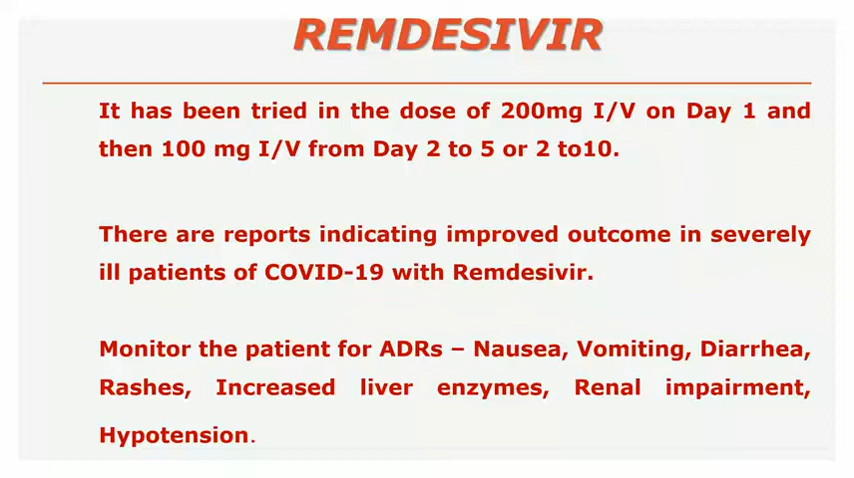 REMDESIVIR
It has been tried in the dose of 200mg I/V on Day 1 and
then 100 mg I/V from Day 2 to 5 or 2 to10.
There are reports indicating improved outcome in severely
ill patients of COVID-19 with Remdesivir.
Monitor the patient for ADRs – Nausea, Vomiting, Diarrhea,
Rashes, Increased liver enzymes, Renal impairment,
Hypotension.